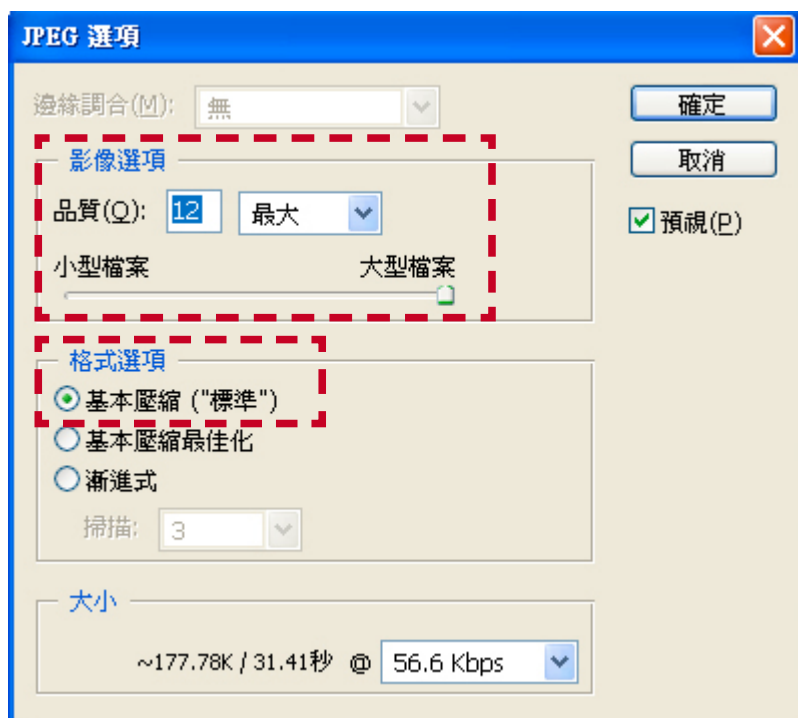 JPEG 選項
邊緣調合(M): 無
確定
影像選項
取消
品質(Q): 12 最大
預視(P)
小型檔案 大型檔案
格式選項
基本壓縮 ("標準")
基本壓縮最佳化
漸進式
掃描: 3
大小
~177.78K / 31.41秒 @ 56.6 Kbps